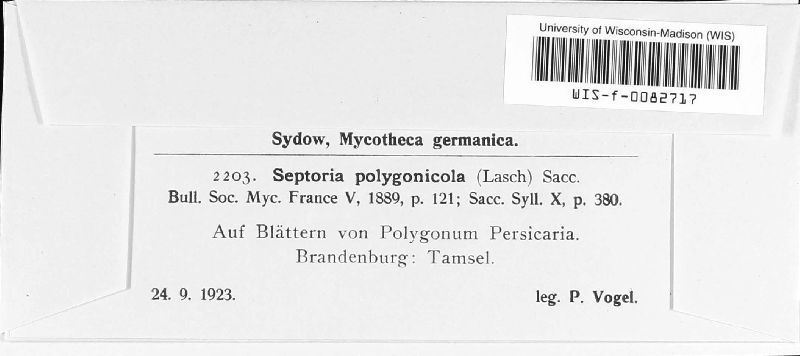 University of Wisconsin-Madison (WIS)
WIS-f-0082717
Sydow, Mycotheca germanica.
2203. Septoria polygonicola (Lasch) Sacc.
Bull. Soc. Myc. France V, 1889, p. 121; Sacc. Syll. X, p. 380.
Auf Blättern von Polygonum Persicaria.
Brandenburg: Tamsel.
24. 9. 1923.
leg. P. Vogel.